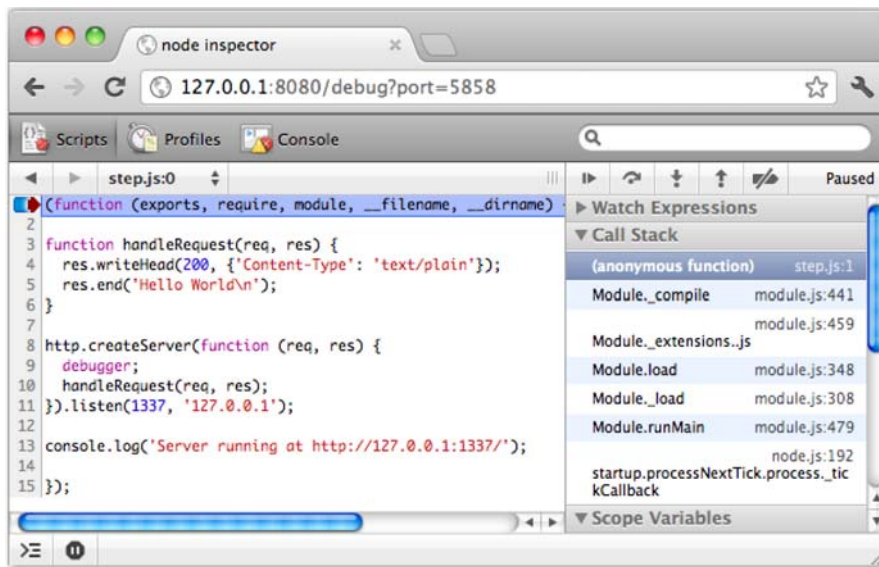 node inspector
127.0.0.1:8080/debug?port=5858
Scripts Profiles Console
step.js:0
Paused
(function (exports, require, module, __filename, __dirname)
2
3 function handleRequest(req, res) {
4 res.writeHead(200, {'Content-Type': 'text/plain'});
5 res.end('Hello World\n');
6 }
7
8 http.createServer(function (req, res) {
9 debugger;
10 handleRequest(req, res);
11 }).listen(1337, '127.0.0.1');
12
13 console.log('Server running at http://127.0.0.1:1337/');
14
15 });
Watch Expressions
Call Stack
(anonymous function) step.js:1
Module._compile module.js:441
module.js:459
Module._extensions..js
Module.load module.js:348
Module._load module.js:308
Module.runMain module.js:479
node.js:192
startup.processNextTick.process._tic
kCallback
Scope Variables